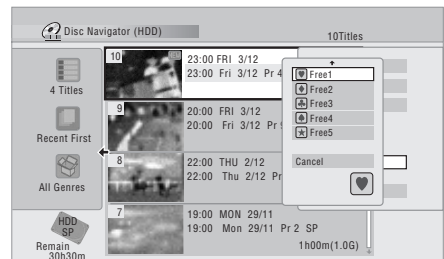 Disc Navigator (HDD)
10Titles
4 Titles
Recent First
All Genres
HDD
SP
Remain
30h30m
10
23:00 FRI 3/12
23:00 Fri 3/12 Pr 4
9
20:00 FRI 3/12
20:00 Fri 3/12 Pr
8
22:00 THU 2/12
22:00 Thu 2/12 Pr
7
19:00 MON 29/11
19:00 Mon 29/11 Pr 2 SP
1h00m(1.0G)
Free1
Free2
Free3
Free4
Free5
Cancel